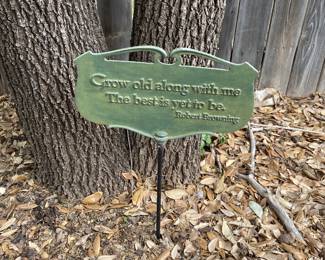 Grow old along with me
The best is yet to be.
Robert Browning